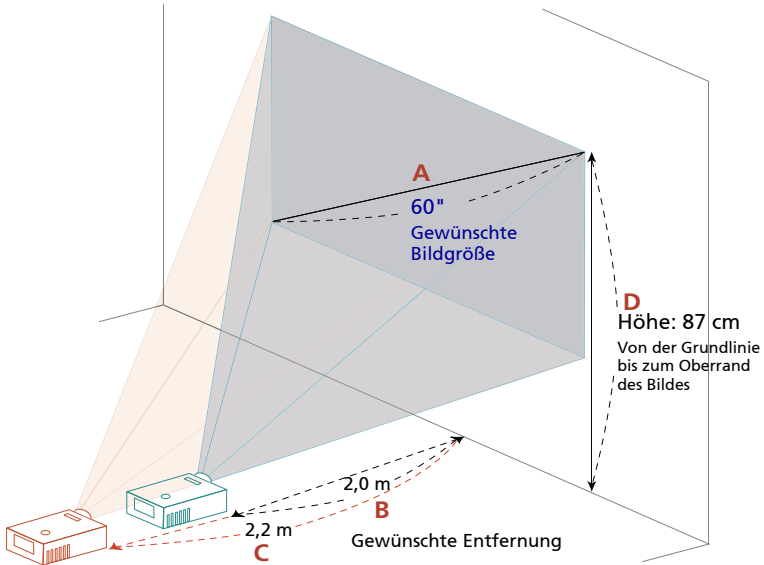 A
60"
Gewünschte
Bildgröße
D
Höhe: 87 cm
Von der Grundlinie
bis zum Oberrand
des Bildes
2,0 m
B
2,2 m
C
Gewünschte Entfernung